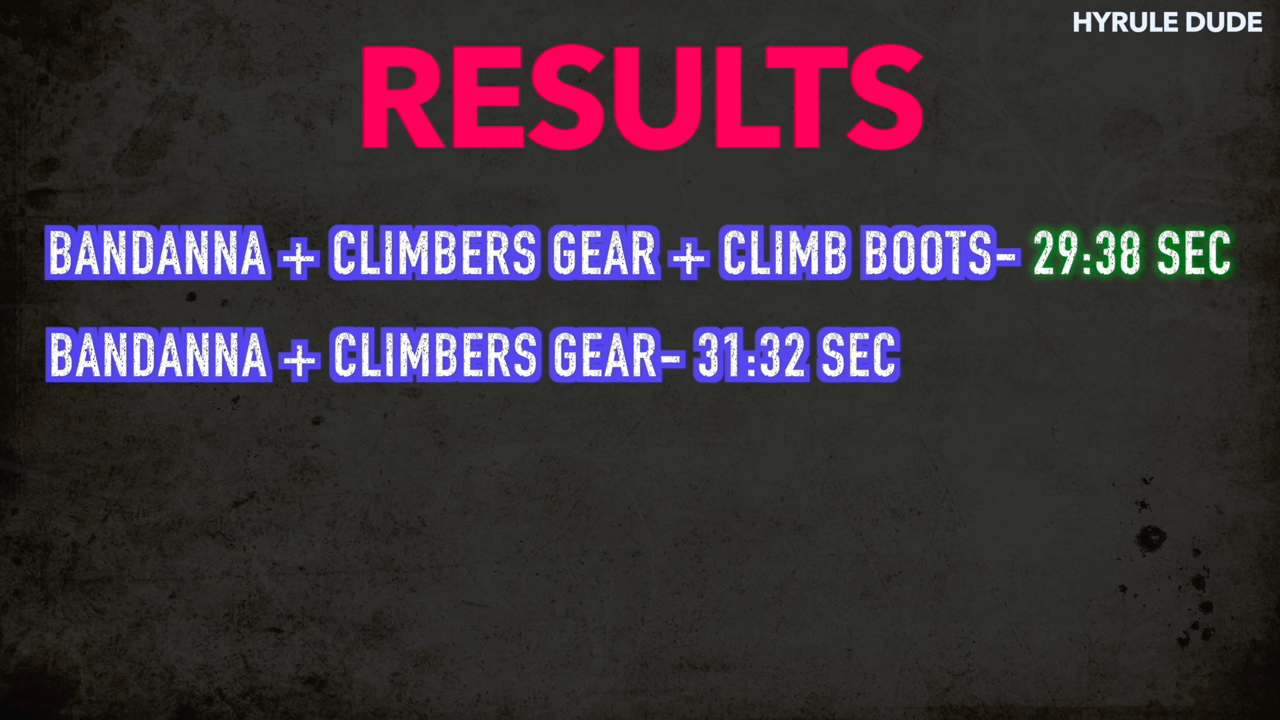 HYRULE DUDE
RESULTS
BANDANNA + CLIMBERS GEAR + CLIMB BOOTS- 29:38 SEC
BANDANNA + CLIMBERS GEAR- 31:32 SEC